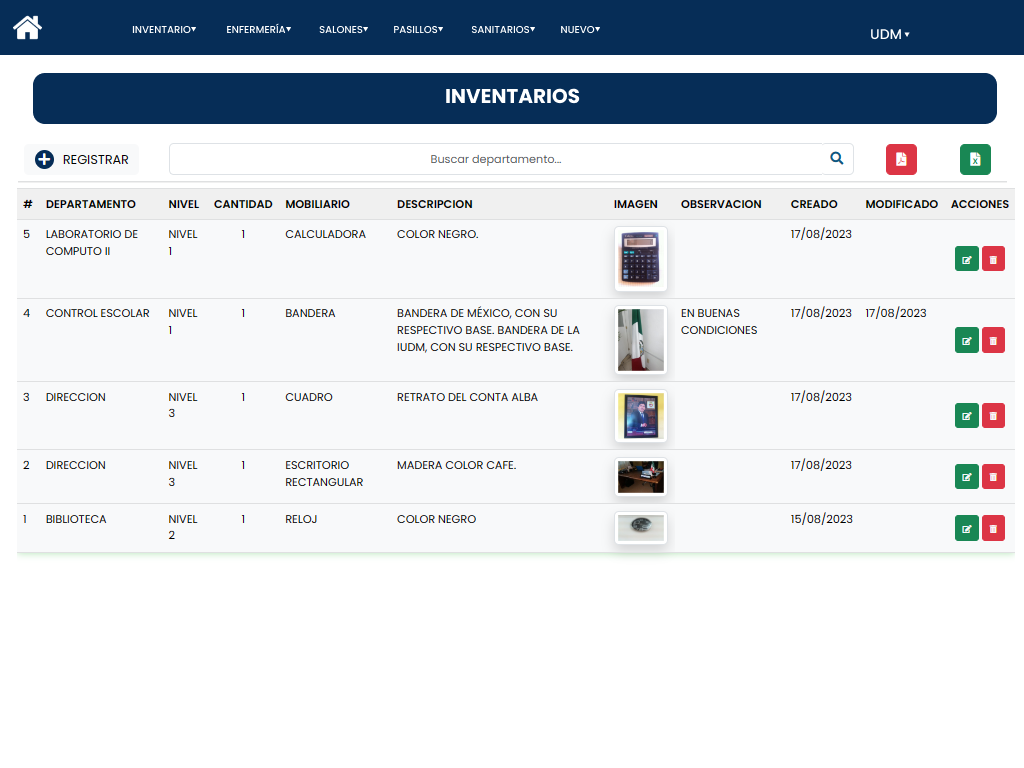 INVENTARIO▾ ENFERMERÍA▾ SALONES▾ PASILLOS▾ SANITARIOS▾ NUEVO▾ UDM ▾
INVENTARIOS
REGISTRAR Buscar departamento...
# DEPARTAMENTO NIVEL CANTIDAD MOBILIARIO DESCRIPCION IMAGEN OBSERVACION CREADO MODIFICADO ACCIONES
5 LABORATORIO DE NIVEL 1 CALCULADORA COLOR NEGRO. 17/08/2023
COMPUTO II 1
4 CONTROL ESCOLAR NIVEL 1 BANDERA BANDERA DE MÉXICO, CON SU EN BUENAS 17/08/2023 17/08/2023
1 RESPECTIVO BASE. BANDERA DE LA CONDICIONES
IUDM, CON SU RESPECTIVO BASE.
3 DIRECCION NIVEL 1 CUADRO RETRATO DEL CONTA ALBA 17/08/2023
3
2 DIRECCION NIVEL 1 ESCRITORIO MADERA COLOR CAFE. 17/08/2023
3 RECTANGULAR
1 BIBLIOTECA NIVEL 1 RELOJ COLOR NEGRO 15/08/2023
2